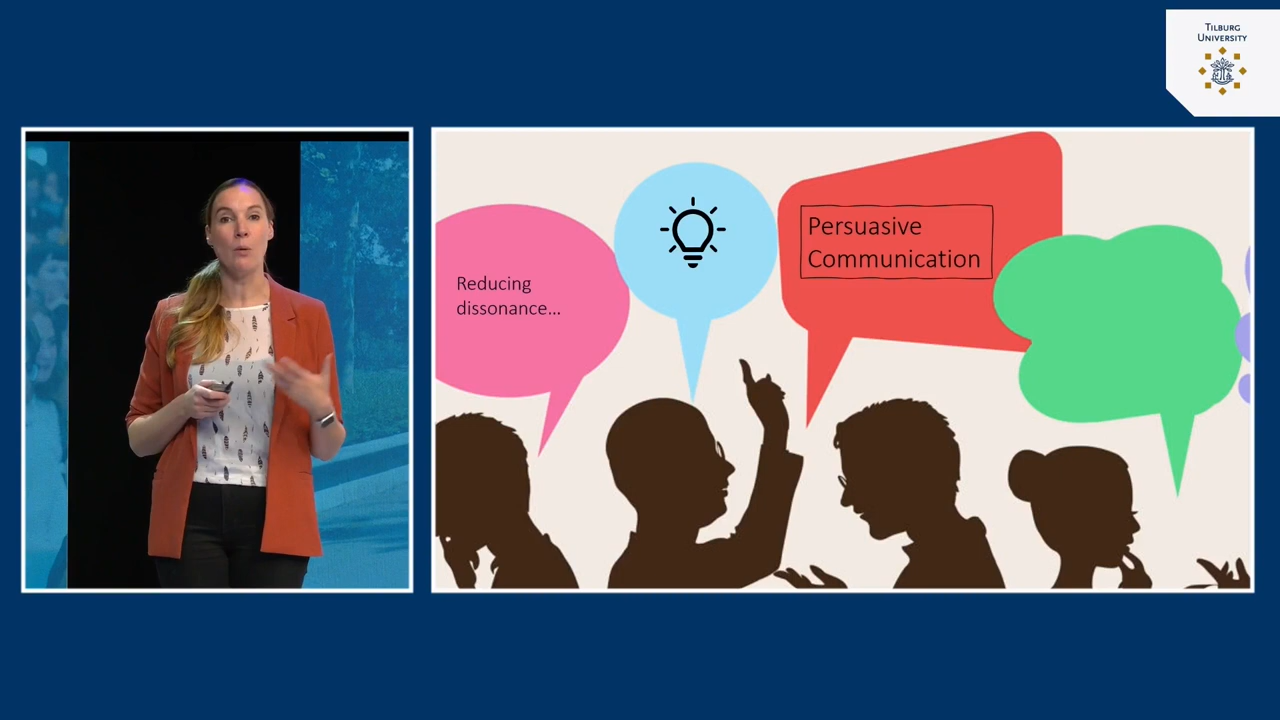 TILBURG
UNIVERSITY
Reducing
dissonance...
Persuasive
Communication